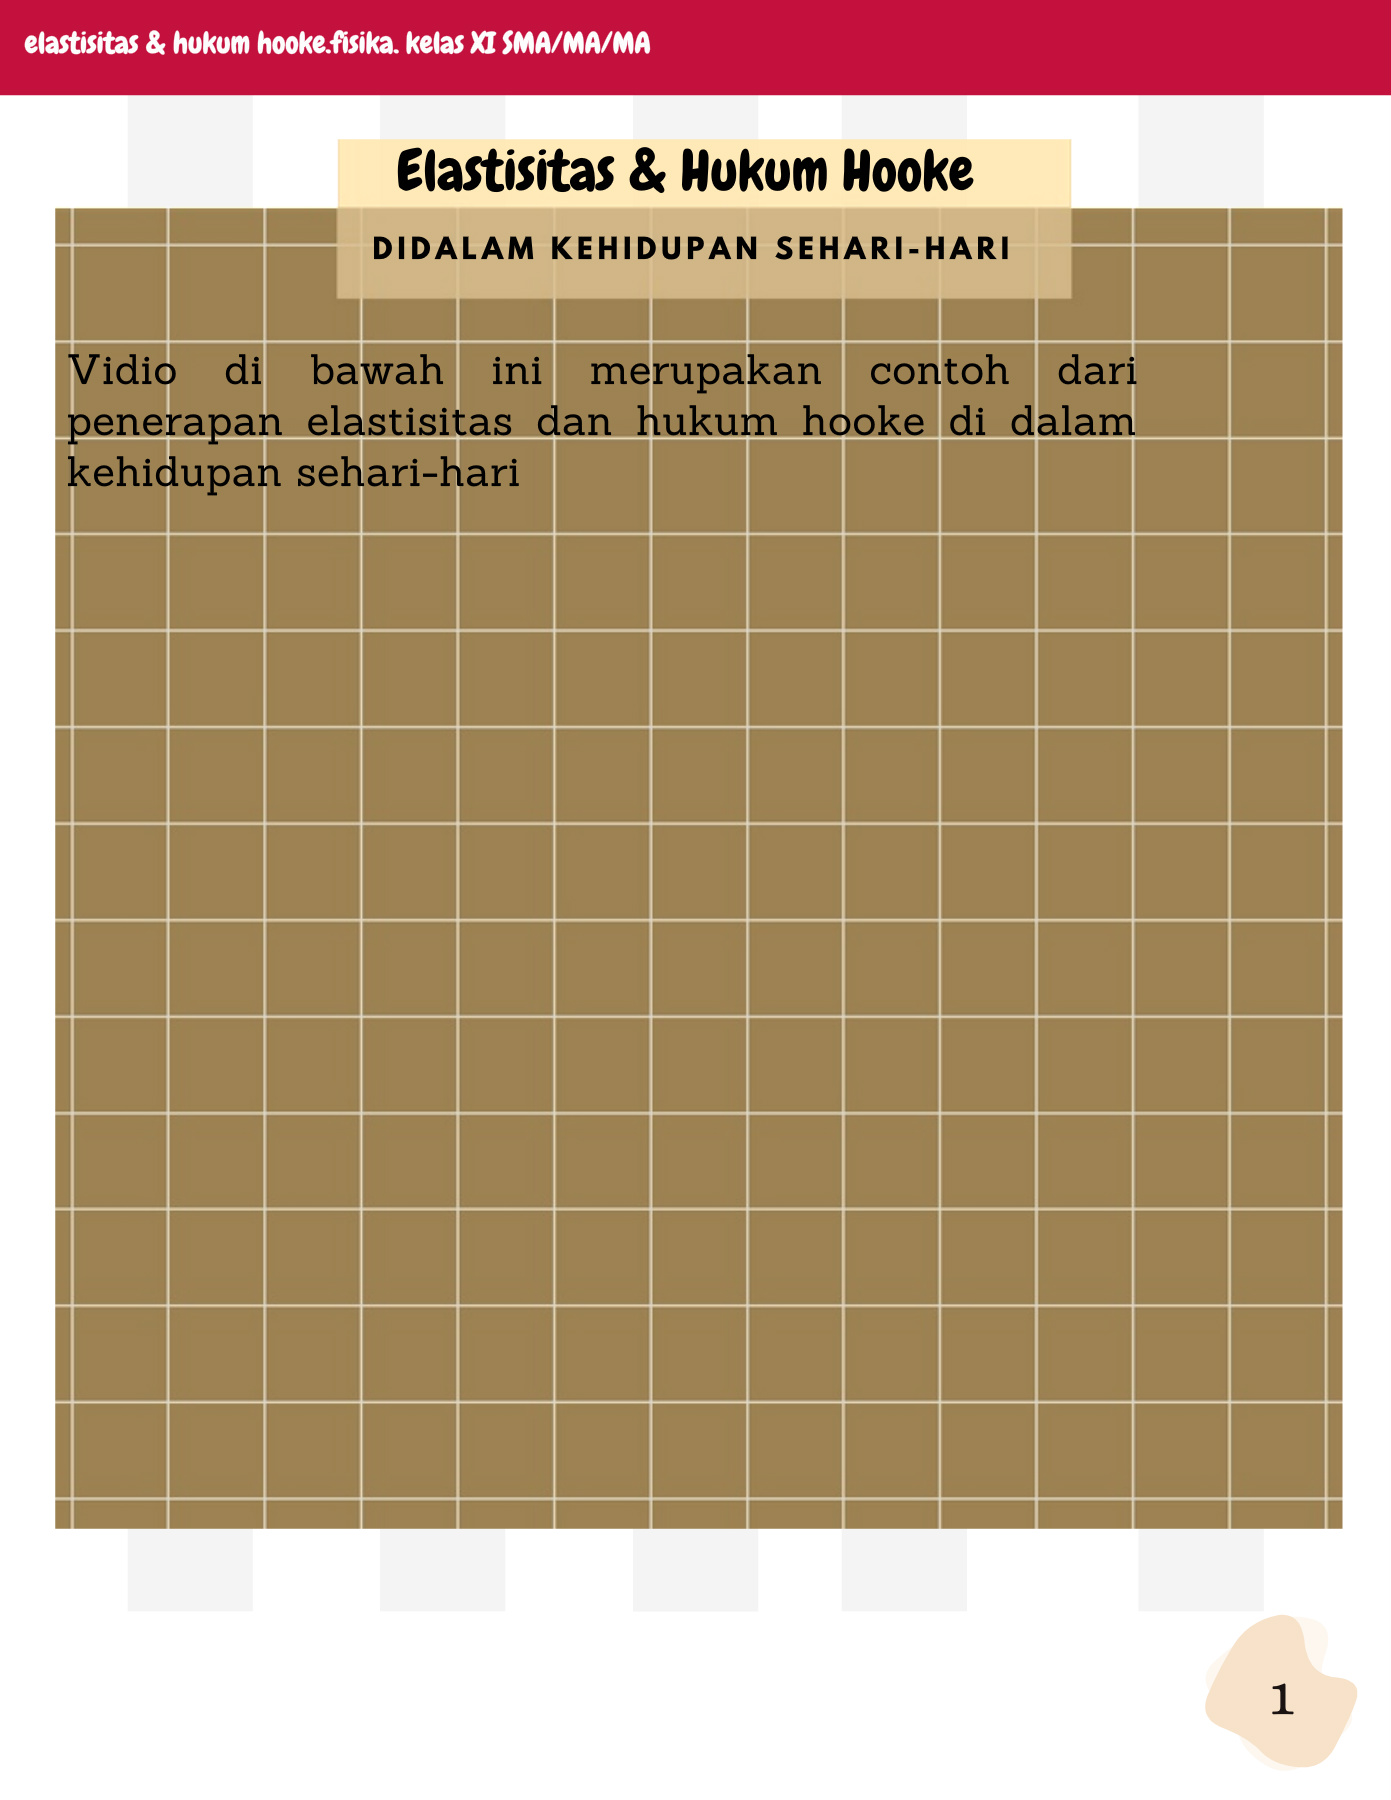 elastisitas & hukum hooke.fisika. kelas XI SMA/MA/MA
Elastisitas & Hukum Hooke
DIDALAM KEHIDUPAN SEHARI-HARI
Vidio di bawah ini merupakan contoh dari
penerapan elastisitas dan hukum hooke di dalam
kehidupan sehari-hari
1